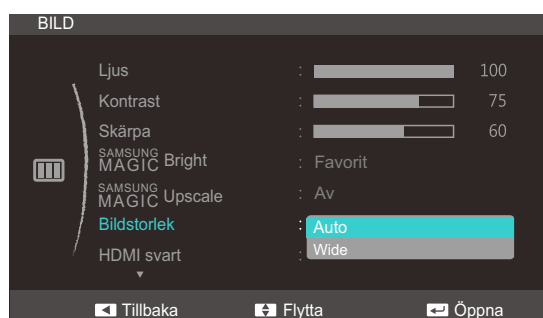 BILD
Ljus : 100
Kontrast : 75
Skärpa : 60
SAMSUNG MAGIC Bright : Favorit
SAMSUNG MAGIC Upscale : Av
Bildstorlek : Auto
Wide
HDMI svart :
Tillbaka Flytta Öppna